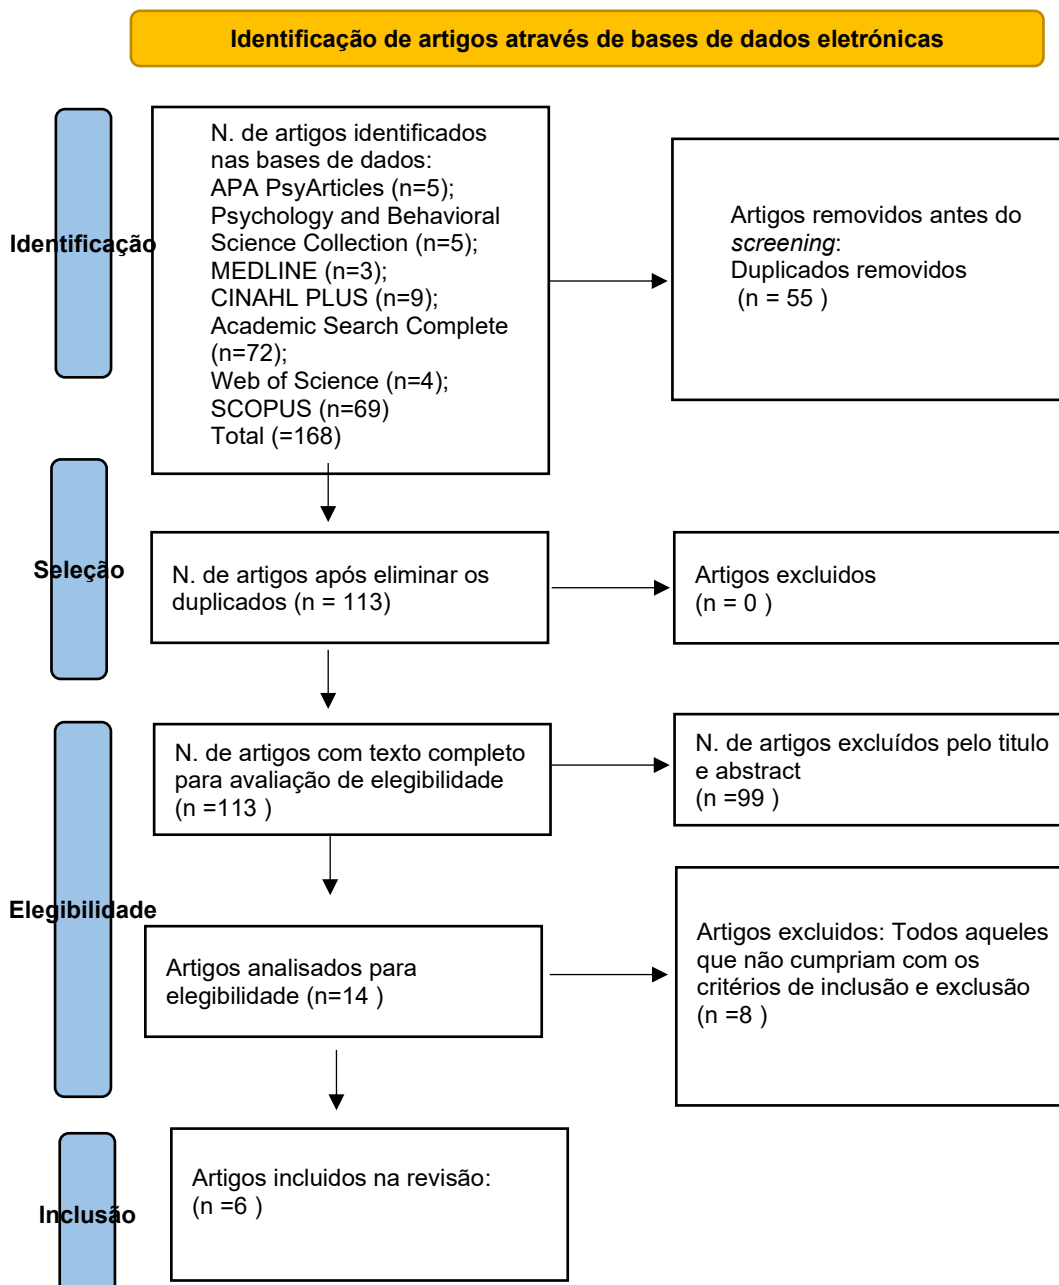 Identificação de artigos através de bases de dados eletrónicas
Identificação
N. de artigos identificados
nas bases de dados:
APA PsyArticles (n=5);
Psychology and Behavioral
Science Collection (n=5);
MEDLINE (n=3);
CINAHL PLUS (n=9);
Academic Search Complete
(n=72);
Web of Science (n=4);
SCOPUS (n=69)
Total (=168)
Artigos removidos antes do
screening:
Duplicados removidos
(n = 55 )
Seleção
N. de artigos após eliminar os
duplicados (n = 113)
Artigos excluidos
(n = 0 )
Elegibilidade
N. de artigos com texto completo
para avaliação de elegibilidade
(n =113 )
N. de artigos excluídos pelo titulo
e abstract
(n =99 )
Artigos analisados para
elegibilidade (n=14 )
Artigos excluidos: Todos aqueles
que não cumpriam com os
critérios de inclusão e exclusão
(n =8 )
Inclusão
Artigos incluidos na revisão:
(n =6 )